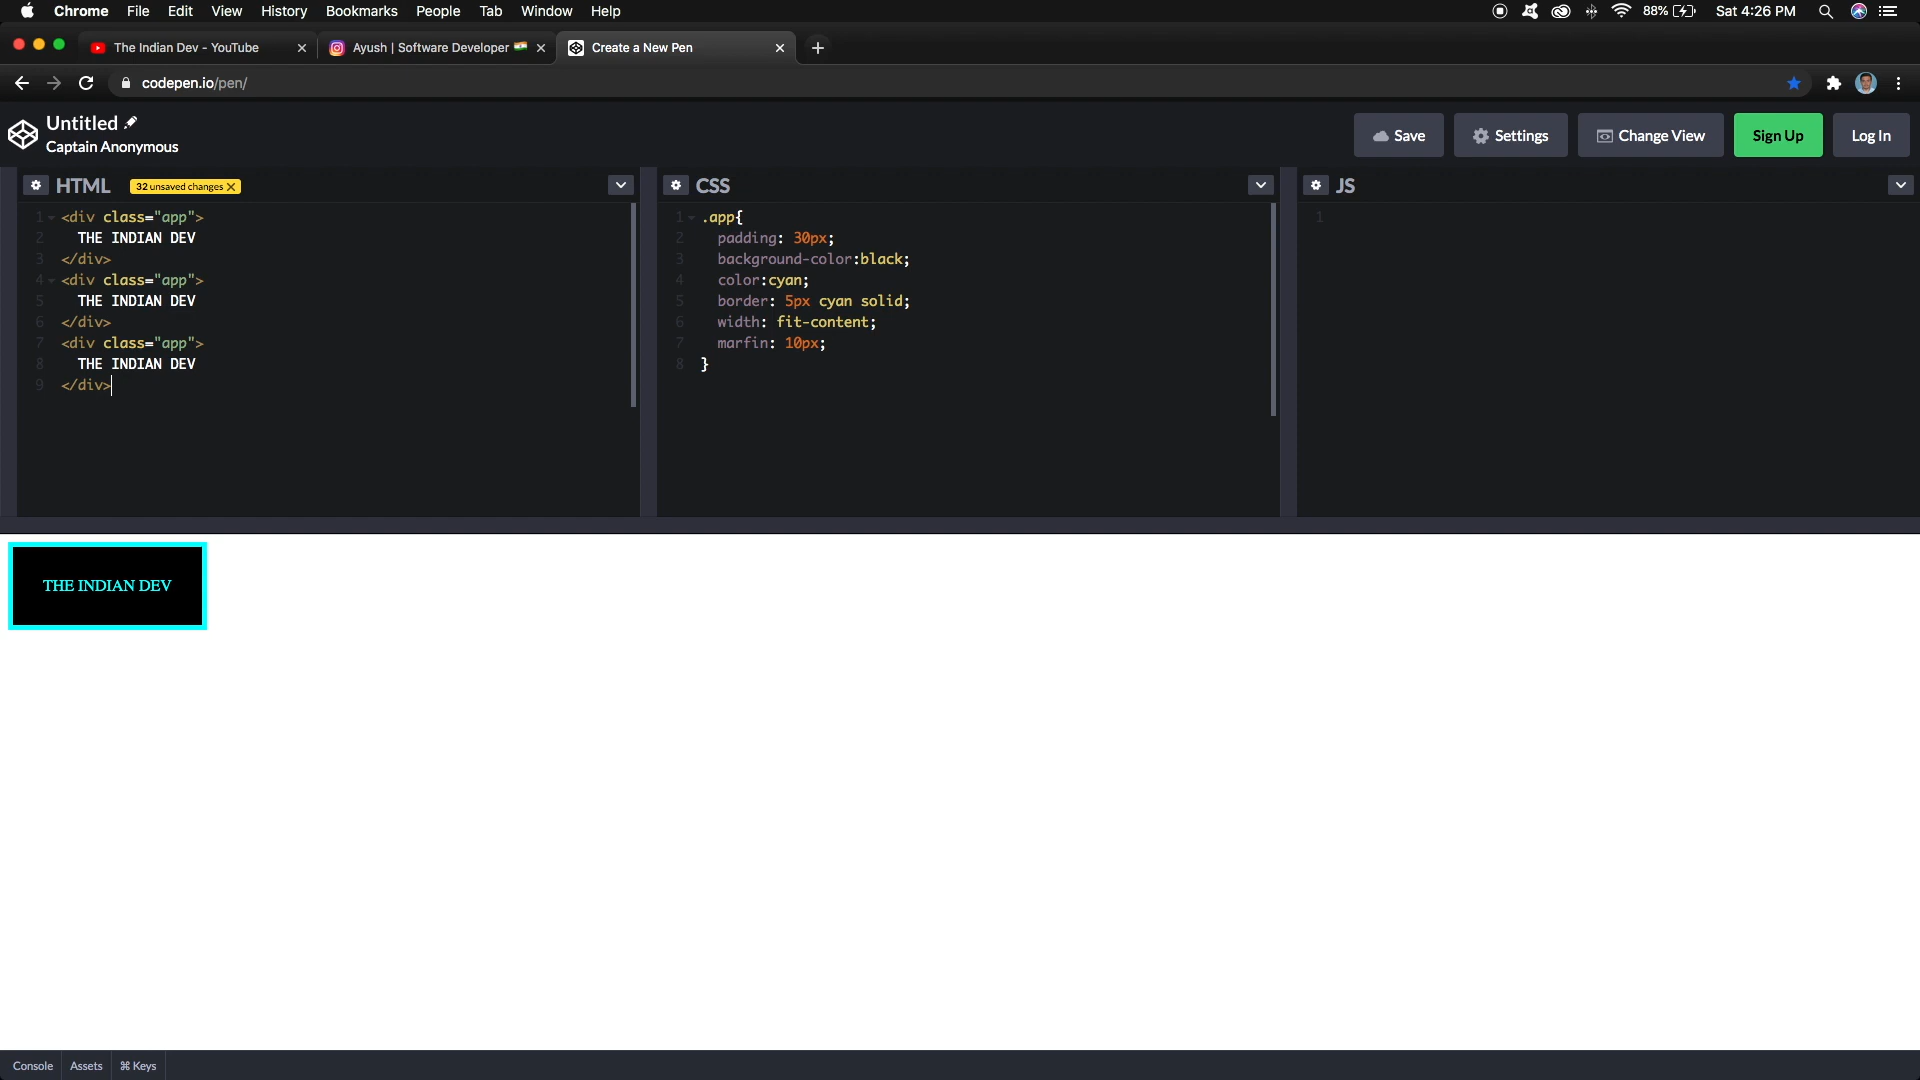 Chrome File Edit View History Bookmarks People Tab Window Help 88% Sat 4:26 PM
The Indian Dev - YouTube Ayush | Software Developer Create a New Pen
codepen.io/pen/
Untitled
Captain Anonymous
Save Settings Change View Sign Up Log In
HTML 32 unsaved changes
1 <div class="app">
2 THE INDIAN DEV
3 </div>
4 <div class="app">
5 THE INDIAN DEV
6 </div>
7 <div class="app">
8 THE INDIAN DEV
9 </div>
CSS
1 .app{
2 padding: 30px;
3 background-color:black;
4 color:cyan;
5 border: 5px cyan solid;
6 width: fit-content;
7 marfin: 10px;
8 }
JS
1
THE INDIAN DEV
Console Assets ⌘ Keys